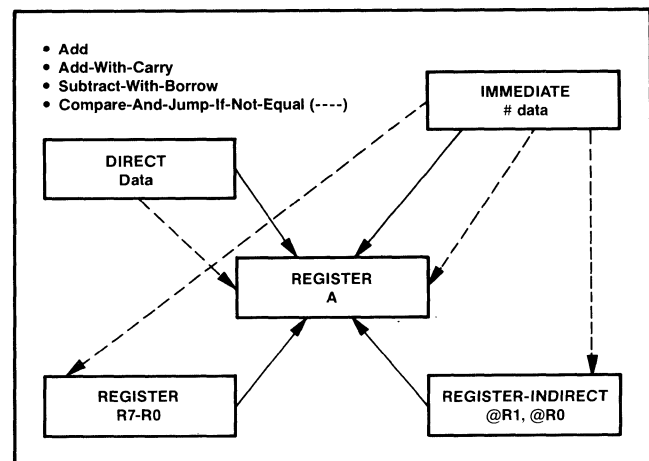 • Add
• Add-With-Carry
• Subtract-With-Borrow
• Compare-And-Jump-If-Not-Equal (----)
IMMEDIATE
# data
DIRECT
Data
REGISTER
A
REGISTER
R7-R0
REGISTER-INDIRECT
@R1, @R0